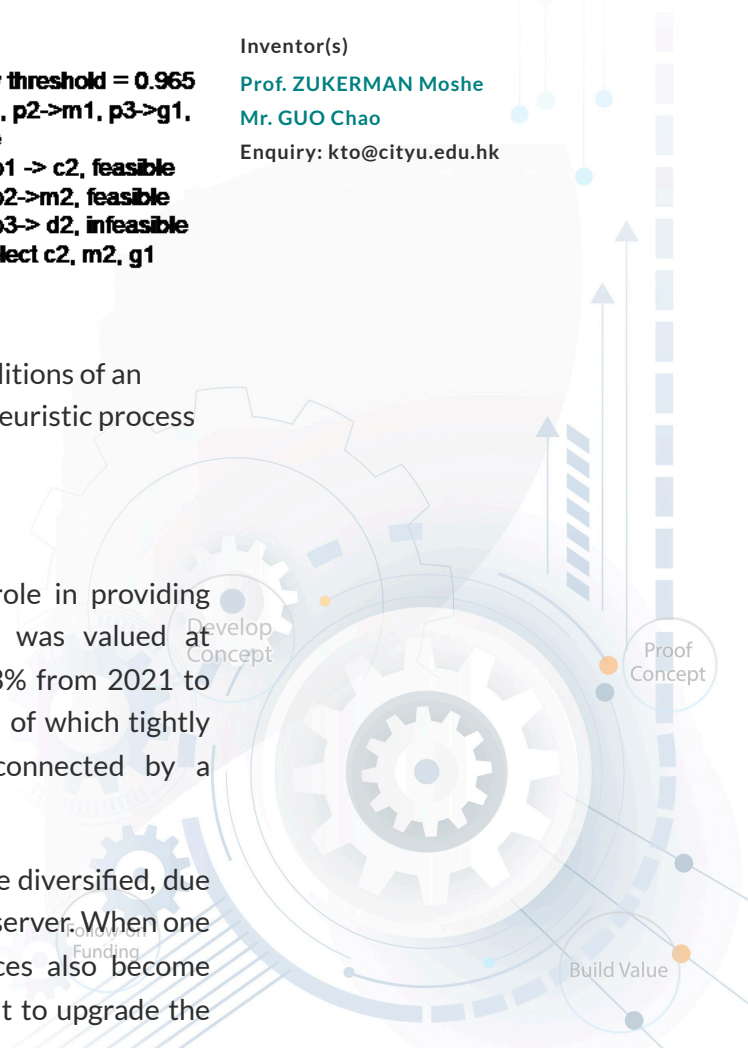 threshold = 0.965
, p2->m1, p3->g1,
1 -> c2, feasible
2->m2, feasible
3-> d2, infeasible
lect c2, m2, g1
Inventor(s)
Prof. ZUKERMAN Moshe
Mr. GUO Chao
Enquiry: kto@cityu.edu.hk
ditions of an
euristic process
role in providing
was valued at
3% from 2021 to
of which tightly
connected by a
e diversified, due
server. When one
ces also become
t to upgrade the
Develop
Concept
Proof
Concept
Follow-on
Funding
Build Value